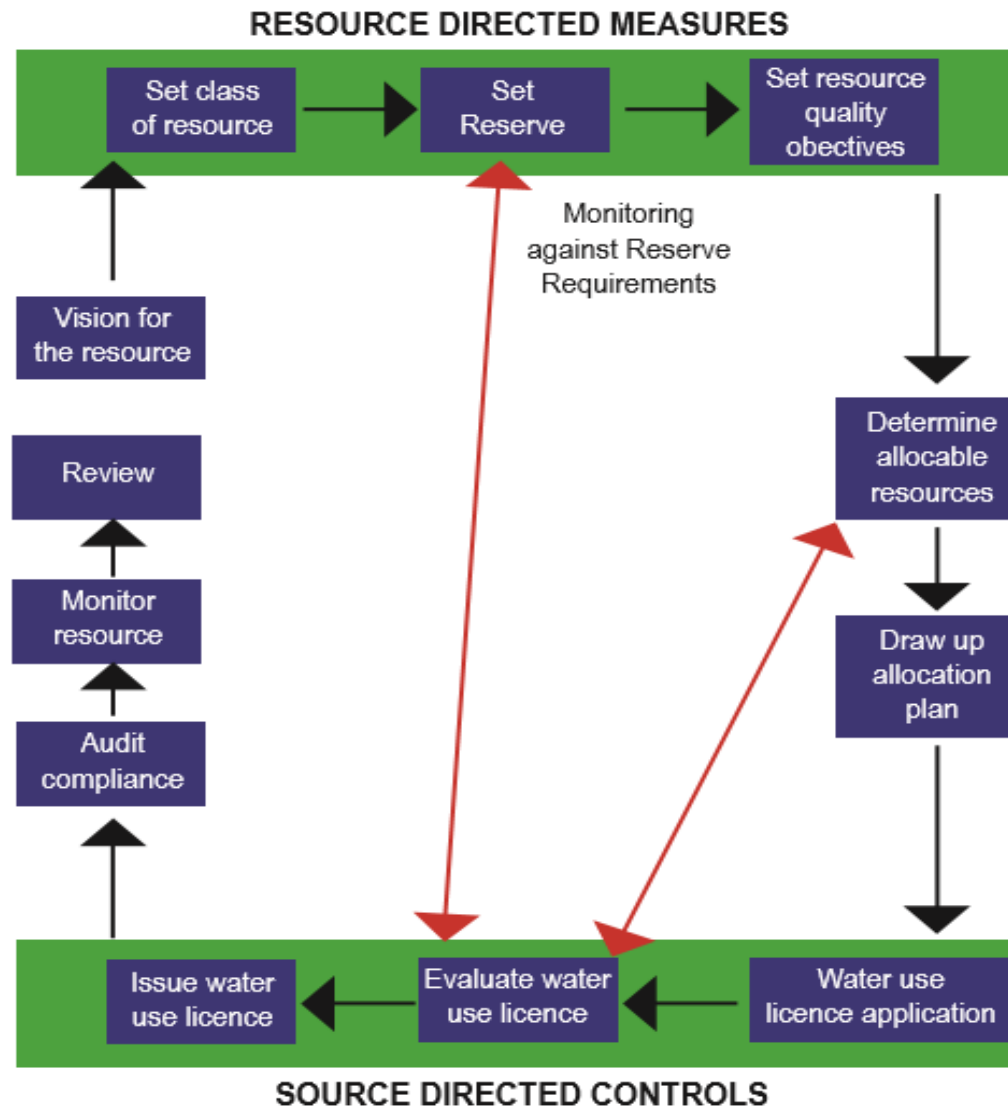 RESOURCE DIRECTED MEASURES
Set class
of resource
Set
Reserve
Set resource
quality
obectives
Monitoring
against Reserve
Requirements
Vision for
the resource
Determine
allocable
resources
Review
Monitor
resource
Draw up
allocation
plan
Audit
compliance
Issue water
use licence
Evaluate water
use licence
Water use
licence application
SOURCE DIRECTED CONTROLS